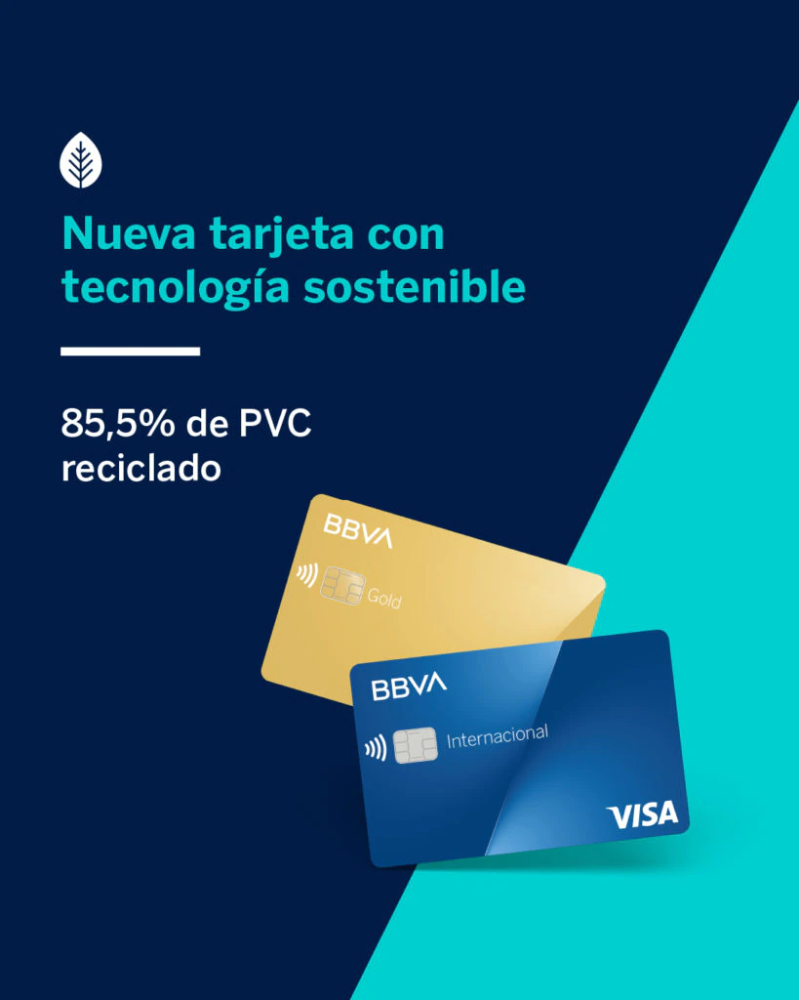 Nueva tarjeta con
tecnología sostenible
85,5% de PVC
reciclado
BBVA
Gold
BBVA
Internacional
VISA